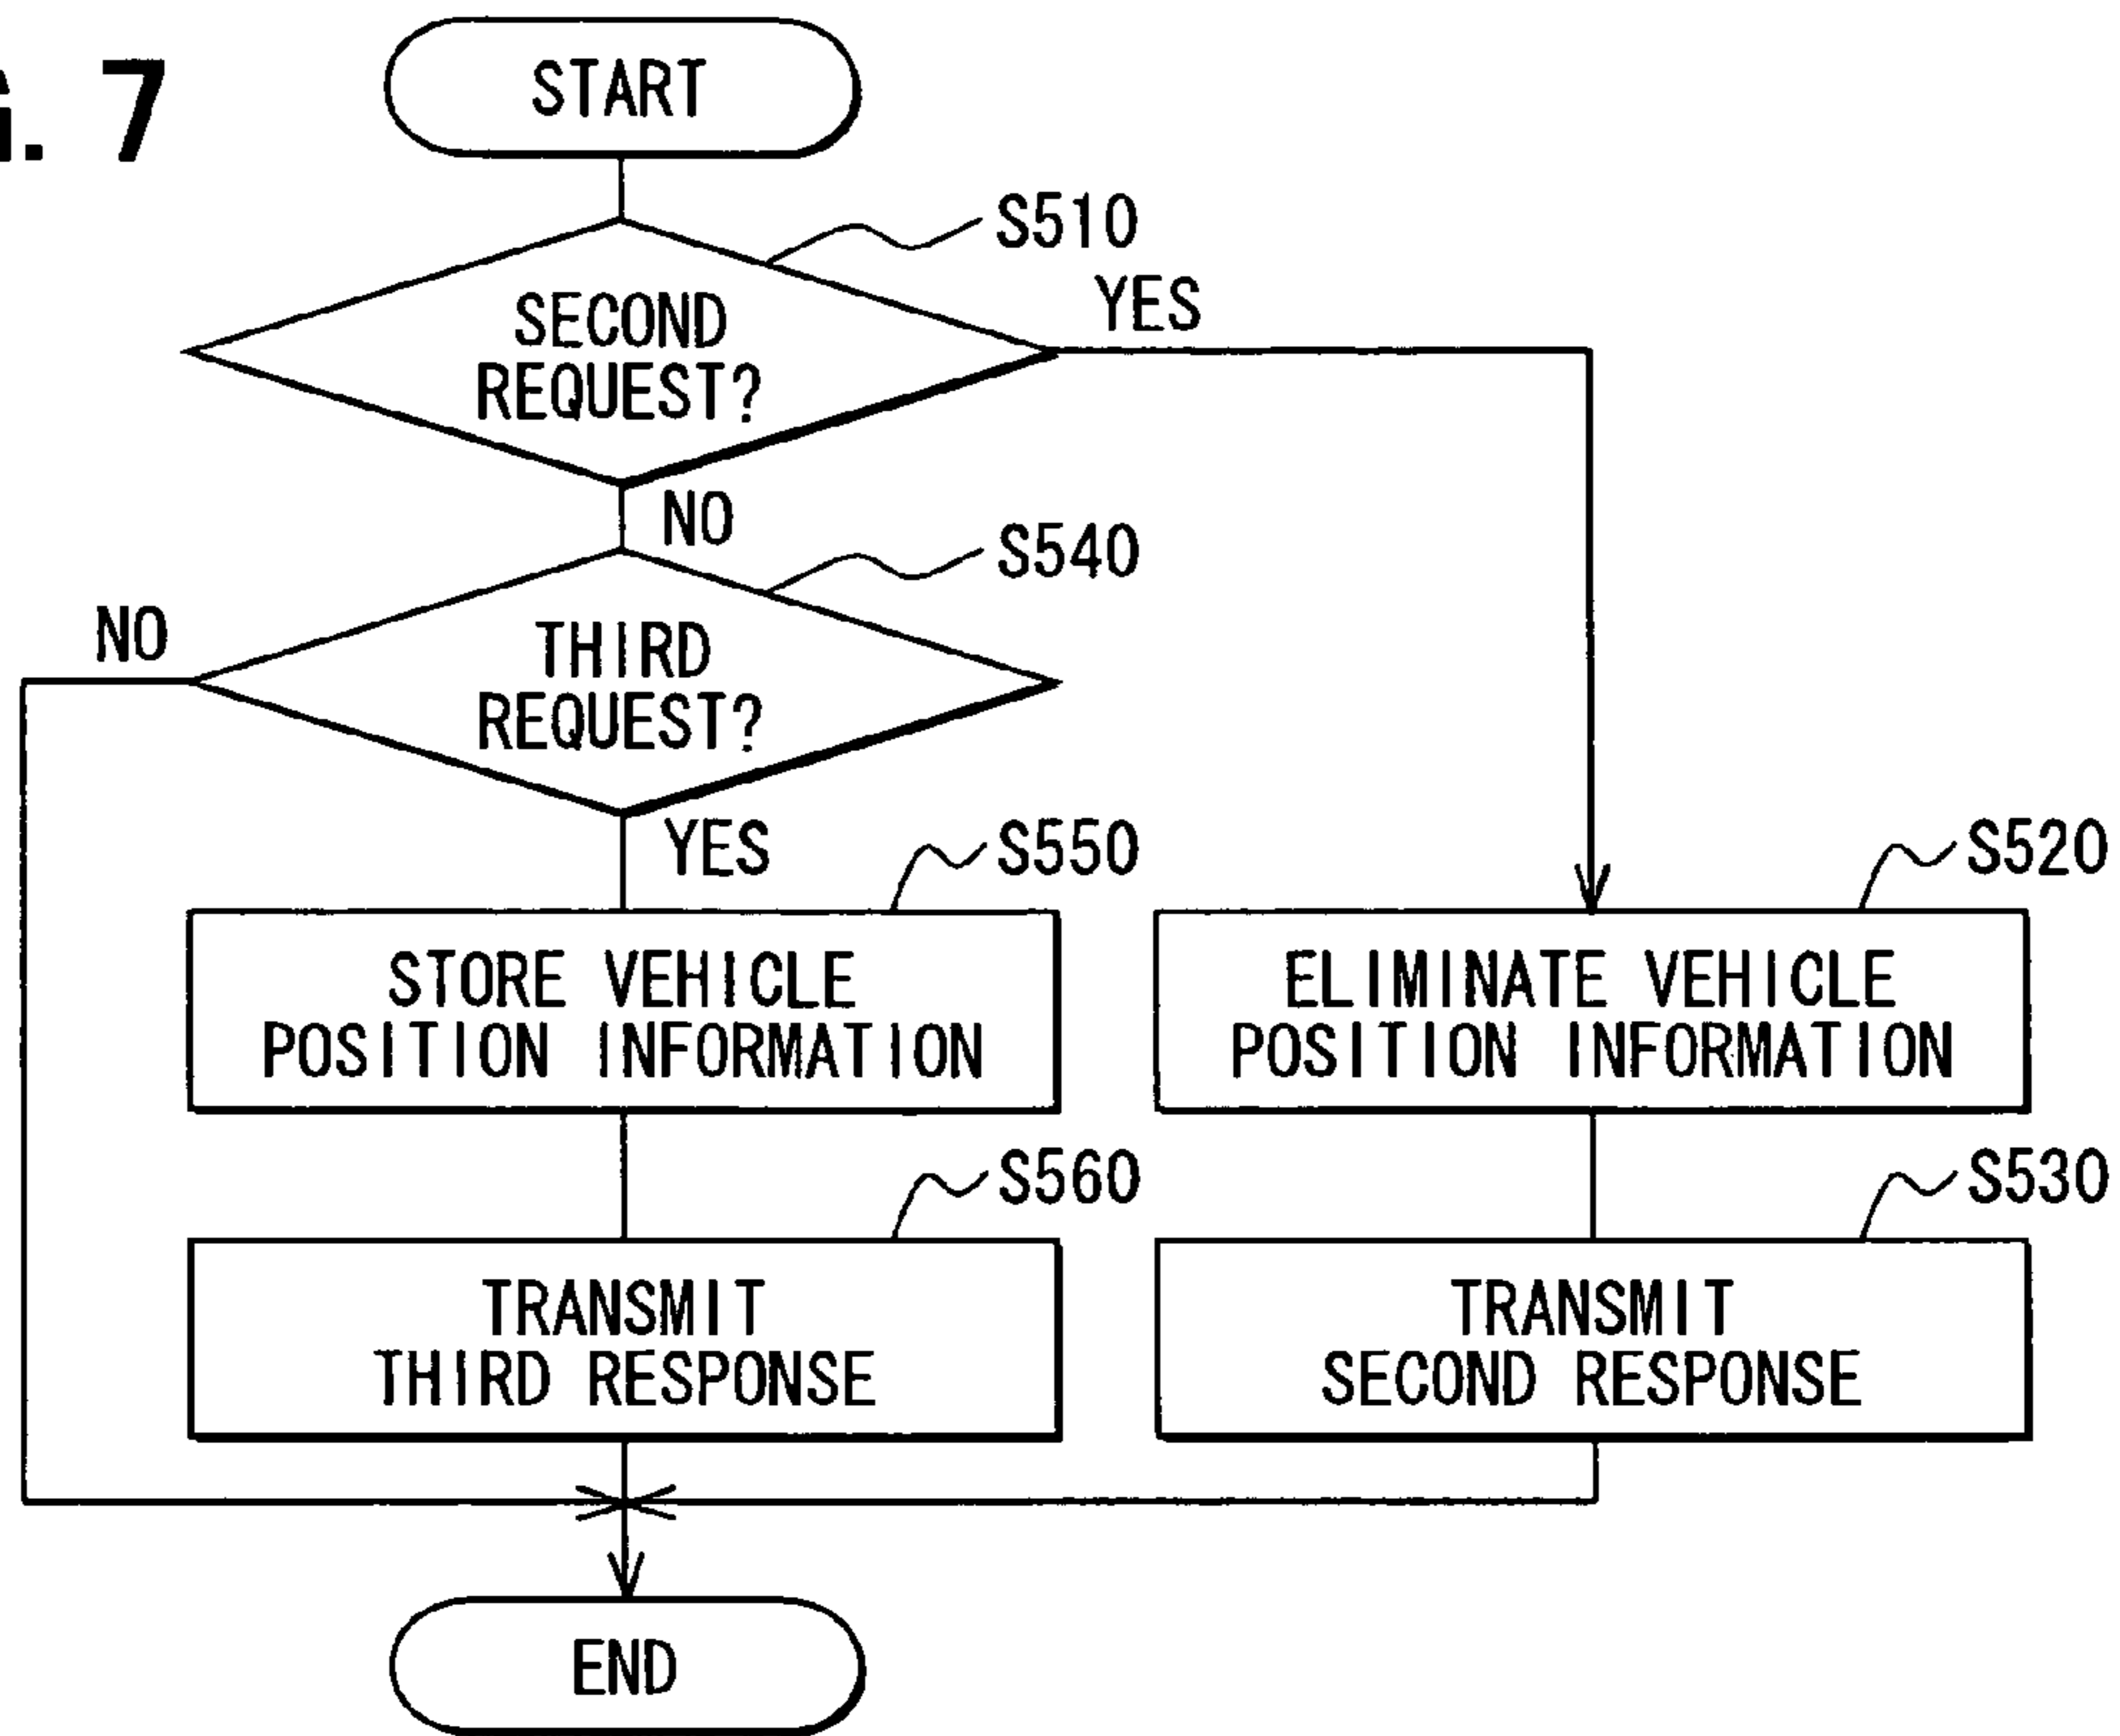 7
START
S510
YES
SECOND
REQUEST?
NO
S540
NO
THIRD
REQUEST?
YES
S550
S520
STORE VEHICLE
POSITION INFORMATION
ELIMINATE VEHICLE
POSITION INFORMATION
S560
S530
TRANSMIT
THIRD RESPONSE
TRANSMIT
SECOND RESPONSE
END